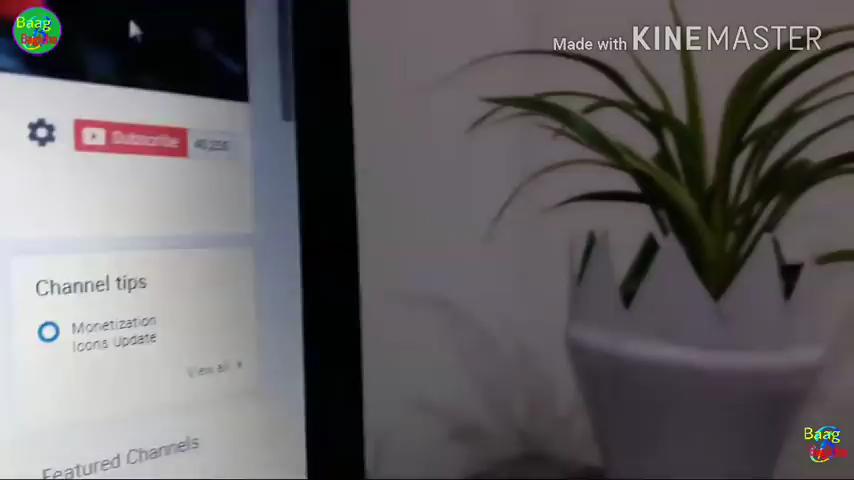 Baag
Made with KINEMASTER
Subscribe
Channel tips
Monetization
Icons Update
View all
Featured Channels
Baag